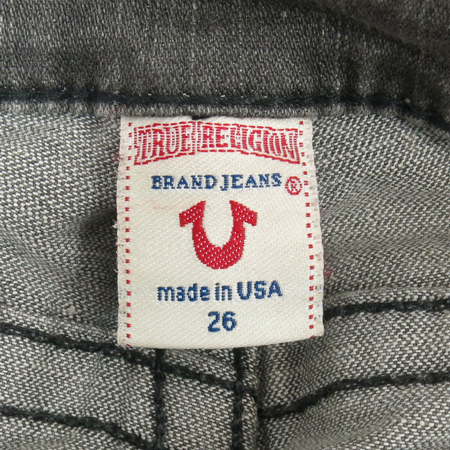 TRUE RELIGION
BRAND JEANS ®
made in USA
26